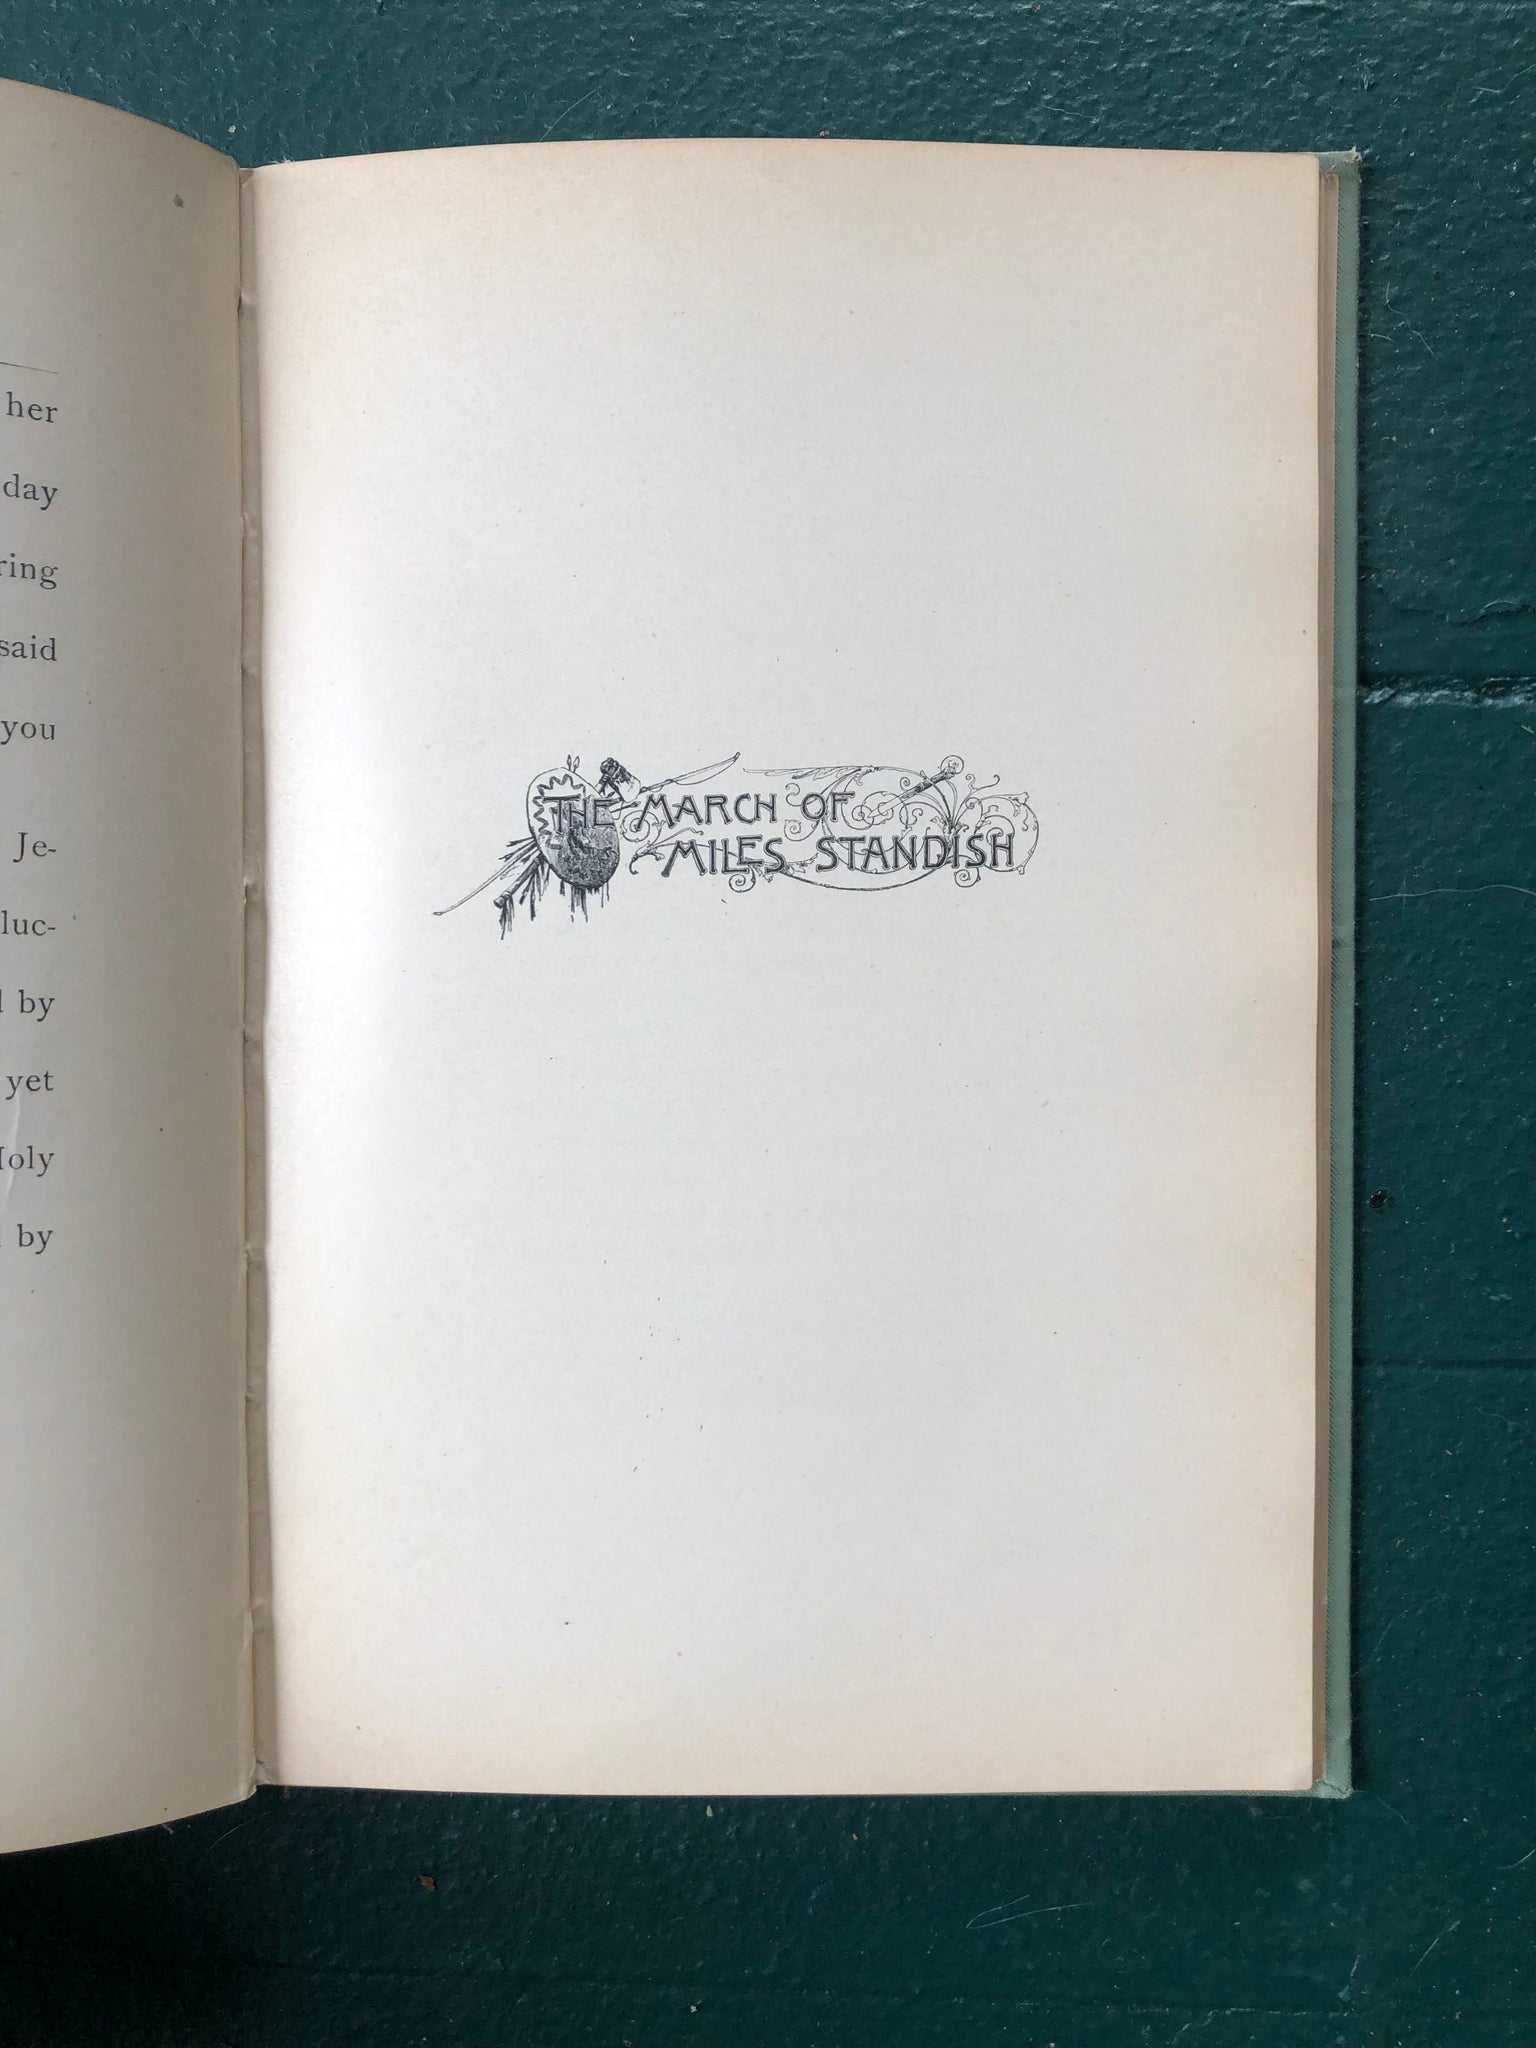 her
day
ring
said
you
Je-
luc-
by
yet
Holy
by
THE MARCH OF
MILES STANDISH